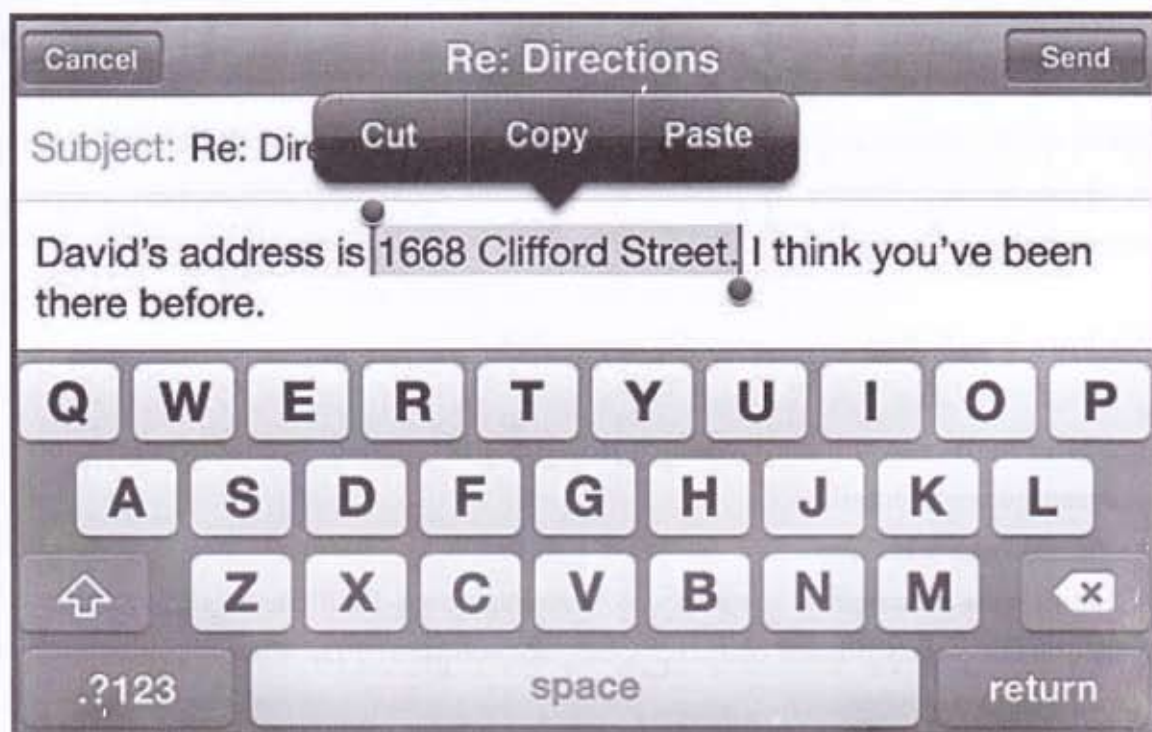 Cancel Re: Directions Send
Cut Copy Paste
Subject: Re: Dire
David's address is 1668 Clifford Street. I think you've been
there before.
Q W E R T Y U I O P
A S D F G H J K L
Z X C V B N M
.?123 space return